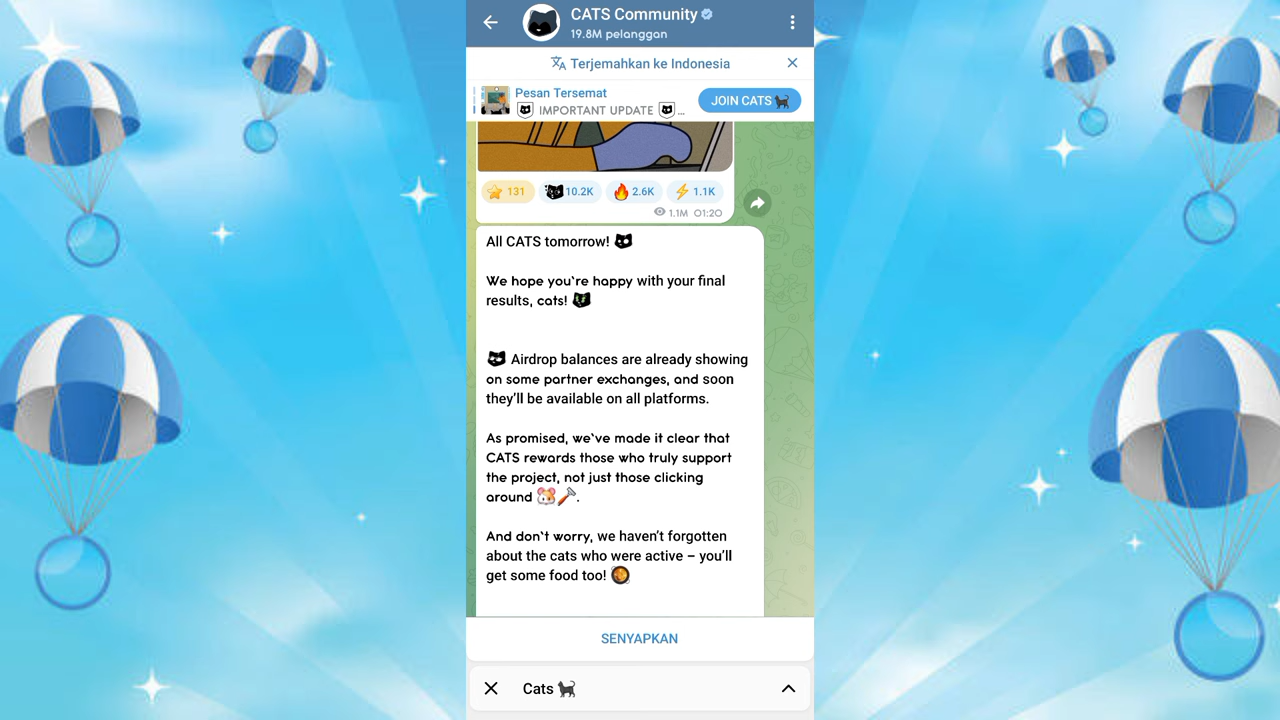 CATS Community
19.8M pelanggan
Terjemahkan ke Indonesia
Pesan Tersemat
IMPORTANT UPDATE ...
JOIN CATS 🐈‍⬛
131 10.2K 2.6K 1.1K
1.1M 01:20
All CATS tomorrow!
We hope you're happy with your final
results, cats!
Airdrop balances are already showing
on some partner exchanges, and soon
they'll be available on all platforms.
As promised, we've made it clear that
CATS rewards those who truly support
the project, not just those clicking
around 🐹🔨.
And don't worry, we haven't forgotten
about the cats who were active – you'll
get some food too! 🥘
SENYAPKAN
Cats 🐈‍⬛